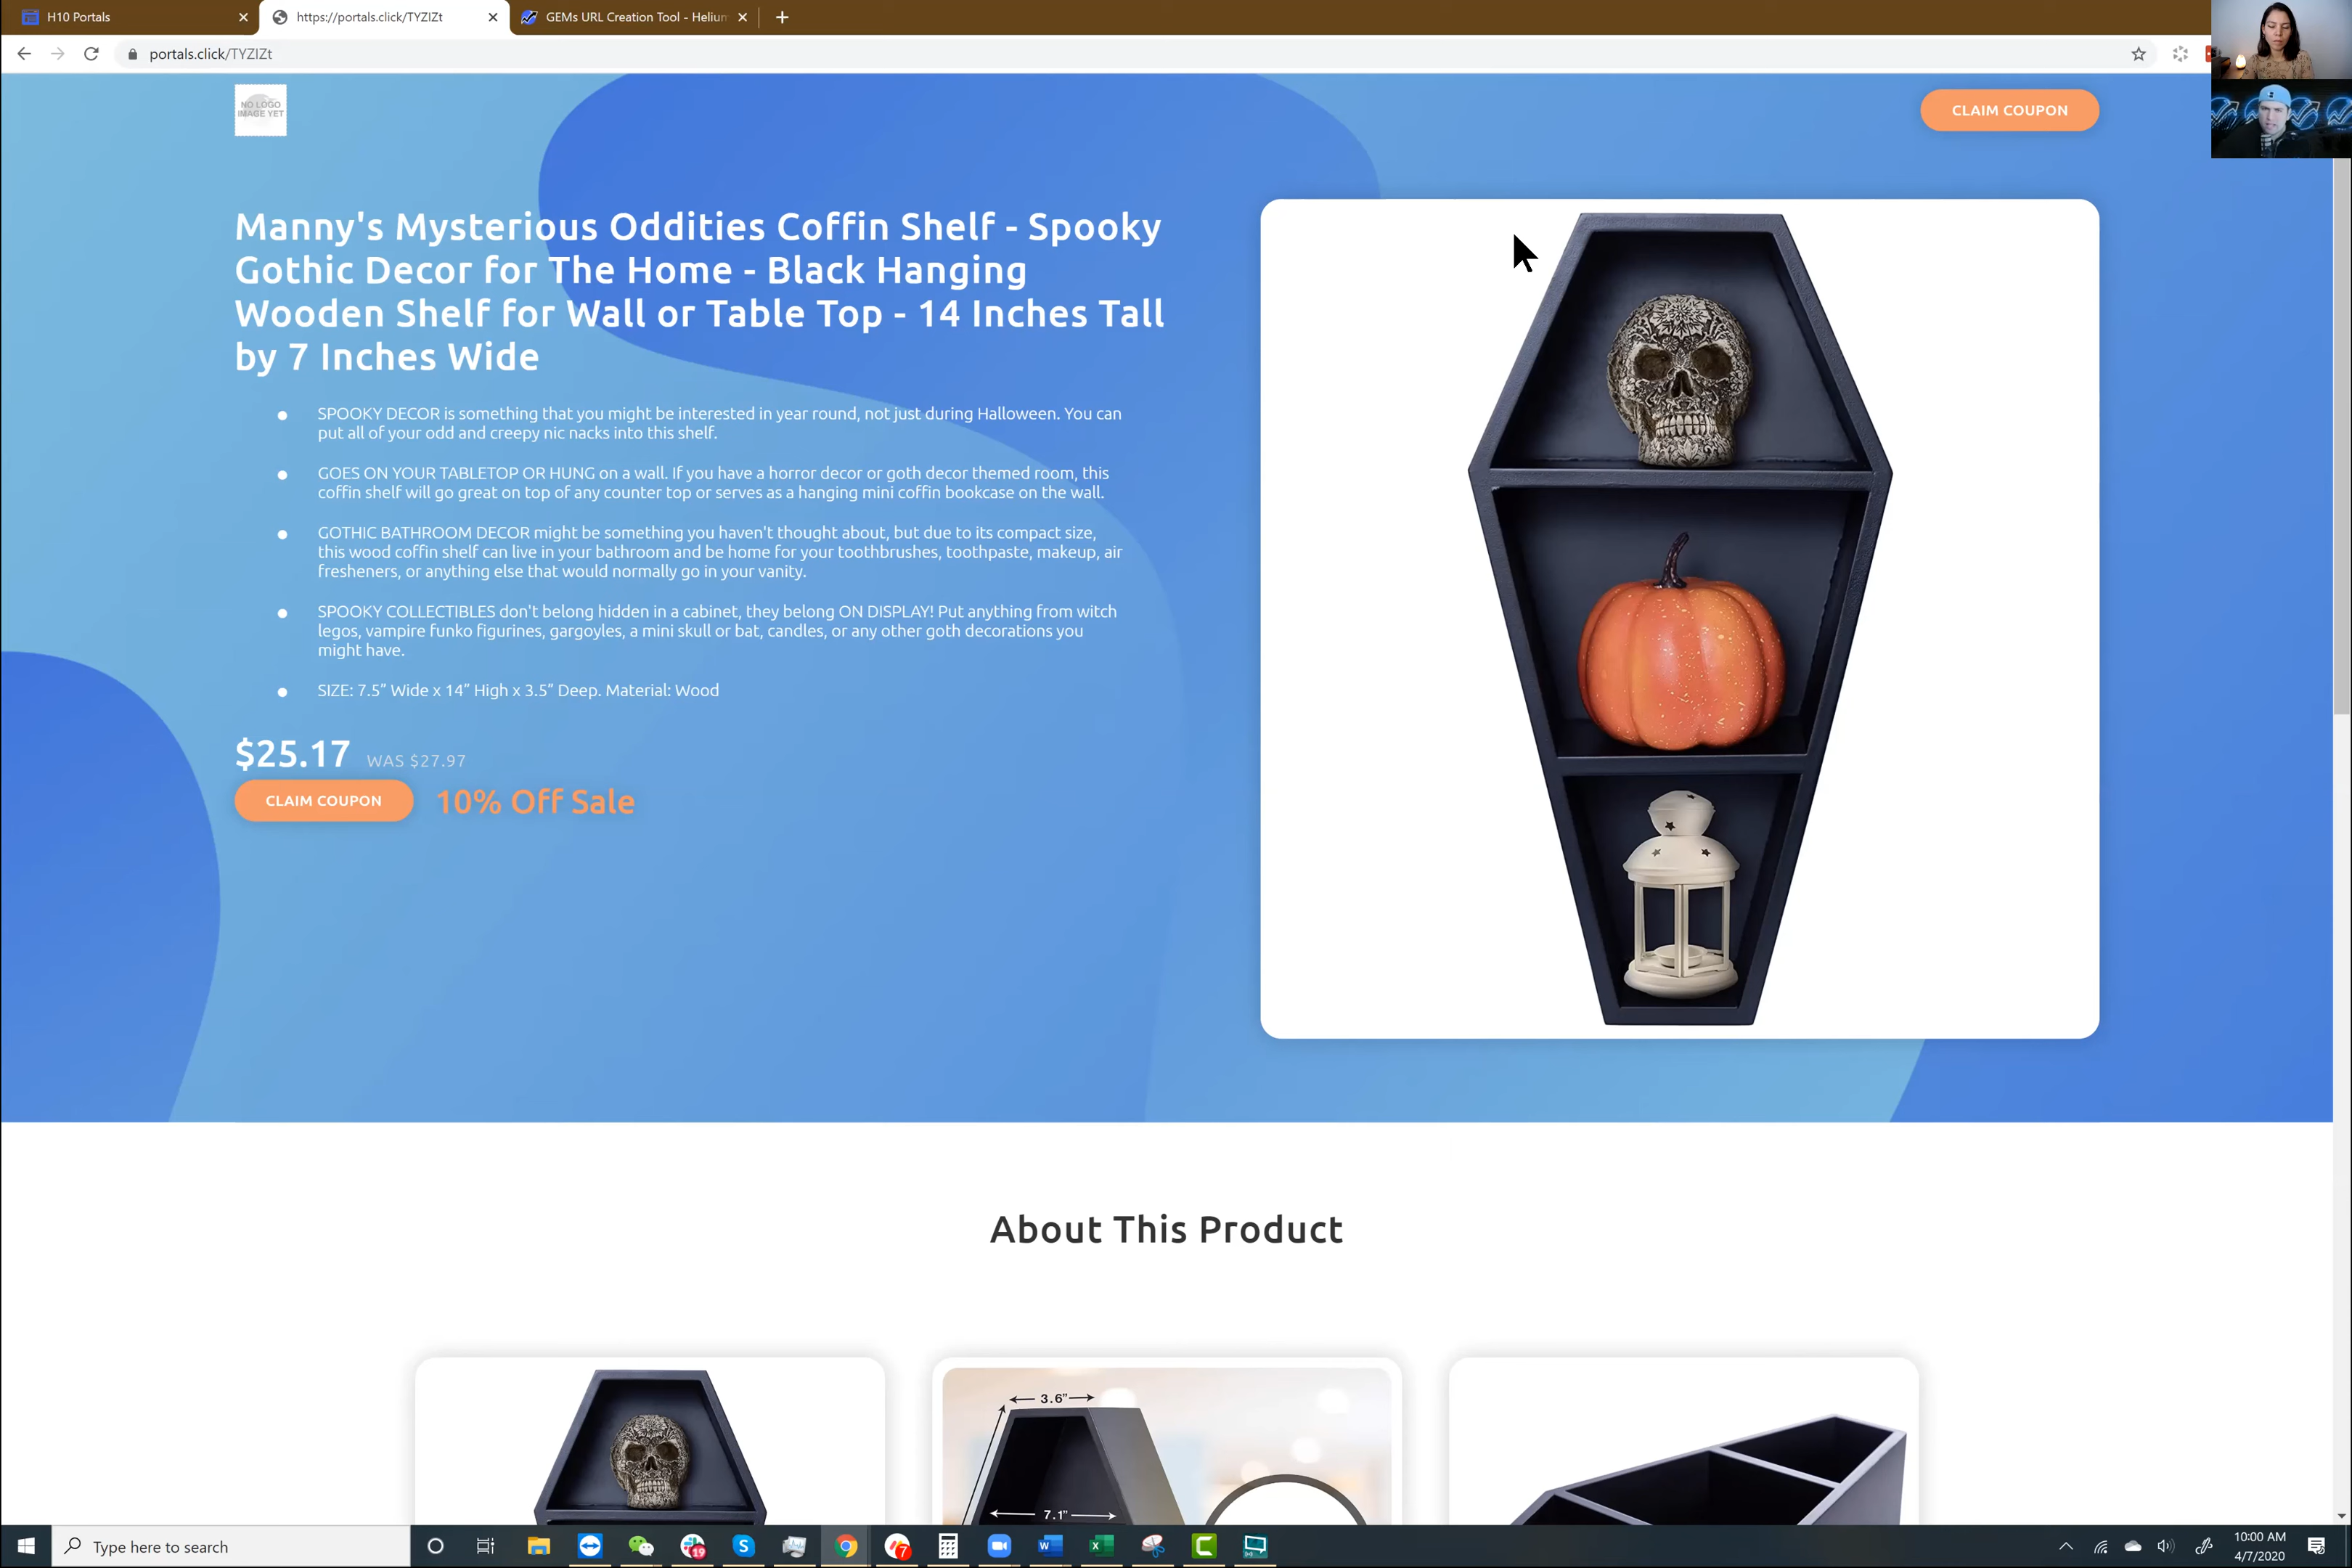 H10 Portals
https://portals.click/TYZIZt
GEMs URL Creation Tool - Helium
portals.click/TYZIZt
NO LOGO
IMAGE YET
CLAIM COUPON
Manny's Mysterious Oddities Coffin Shelf - Spooky
Gothic Decor for The Home - Black Hanging
Wooden Shelf for Wall or Table Top - 14 Inches Tall
by 7 Inches Wide
SPOOKY DECOR is something that you might be interested in year round, not just during Halloween. You can
put all of your odd and creepy nic nacks into this shelf.
GOES ON YOUR TABLETOP OR HUNG on a wall. If you have a horror decor or goth decor themed room, this
coffin shelf will go great on top of any counter top or serves as a hanging mini coffin bookcase on the wall.
GOTHIC BATHROOM DECOR might be something you haven't thought about, but due to its compact size,
this wood coffin shelf can live in your bathroom and be home for your toothbrushes, toothpaste, makeup, air
fresheners, or anything else that would normally go in your vanity.
SPOOKY COLLECTIBLES don't belong hidden in a cabinet, they belong ON DISPLAY! Put anything from witch
legos, vampire funko figurines, gargoyles, a mini skull or bat, candles, or any other goth decorations you
might have.
SIZE: 7.5” Wide x 14” High x 3.5” Deep. Material: Wood
$25.17 WAS $27.97
CLAIM COUPON 10% Off Sale
About This Product
3.6"
7.1"
Type here to search
19
7
10:00 AM
4/7/2020